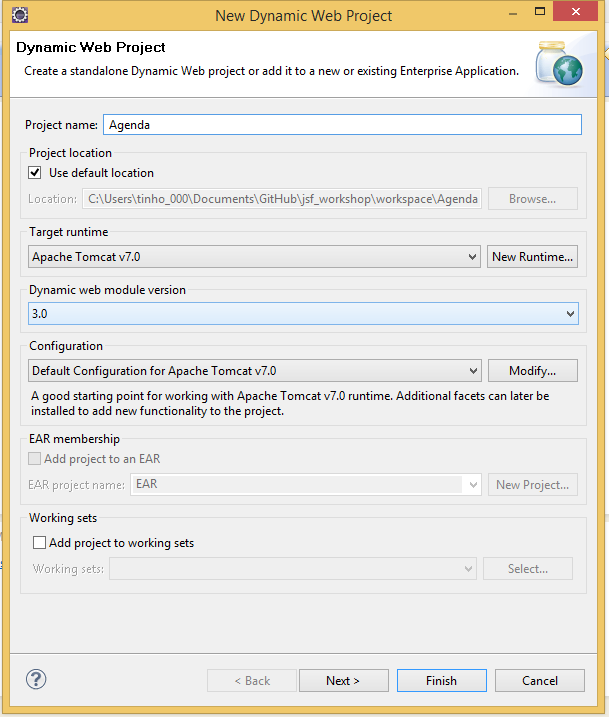 New Dynamic Web Project
Dynamic Web Project
Create a standalone Dynamic Web project or add it to a new or existing Enterprise Application.
Project name: Agenda
Project location
Use default location
Location: C:\Users\tinho_000\Documents\GitHub\jsf_workshop\workspace\Agenda Browse...
Target runtime
Apache Tomcat v7.0 New Runtime...
Dynamic web module version
3.0
Configuration
Default Configuration for Apache Tomcat v7.0 Modify...
A good starting point for working with Apache Tomcat v7.0 runtime. Additional facets can later be
installed to add new functionality to the project.
EAR membership
Add project to an EAR
EAR project name: EAR New Project...
Working sets
Add project to working sets
Working sets: Select...
? < Back Next > Finish Cancel